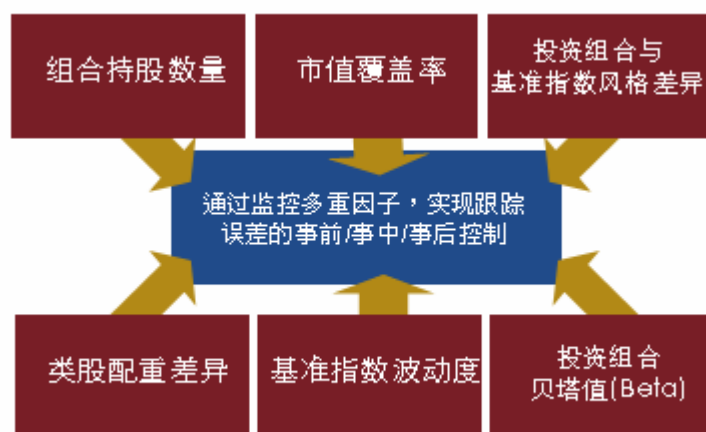 组合持股数量
市值覆盖率
投资组合与
基准指数风格差异
通过监控多重因子，实现跟踪
误差的事前/事中/事后控制
类股配重差异
基准指数波动度
投资组合
贝塔值(Beta)